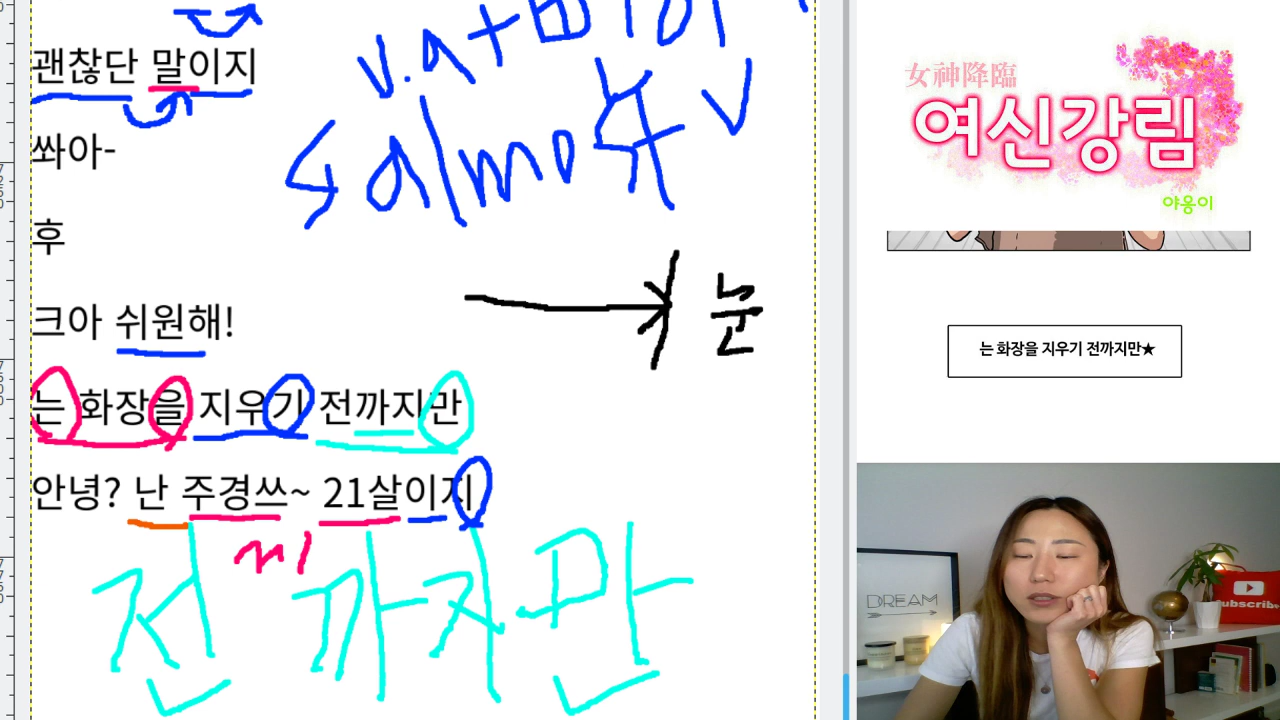 v.a+
salmo
괜찮단 말이지
쏴아-
후
크아 쉬원해!
눈
는 화장을 지우기 전까지만
안녕? 난 주경쓰~ 21살이지
전 까지만
女神降臨
여신강림
야옹이
는 화장을 지우기 전까지만★
DREAM
Subscribe